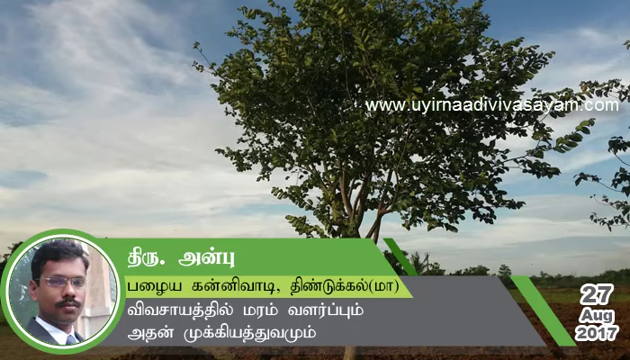 www.uyirnaadivivasayam.com
திரு. அன்பு
பழைய கன்னிவாடி, திண்டுக்கல்(மா)
விவசாயத்தில் மரம் வளர்ப்பும்
அதன் முக்கியத்துவமும்
27
Aug
2017